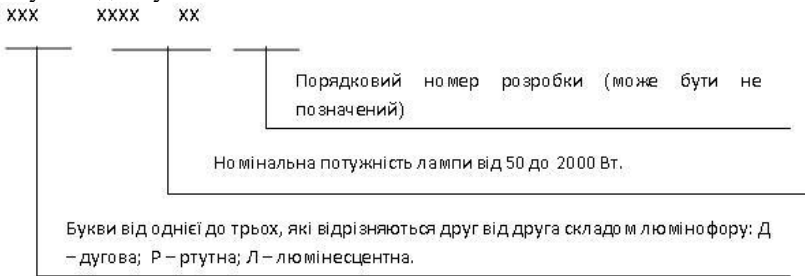 ххх хххх хх
Порядковий номер розробки (може бути не
позначений)
Номінальна потужність лампи від 50 до 2000 Вт.
Букви від однієї до трьох, які відрізняються друг від друга складом люмінофору: Д
– дугова; Р – ртутна; Л – люмінесцентна.